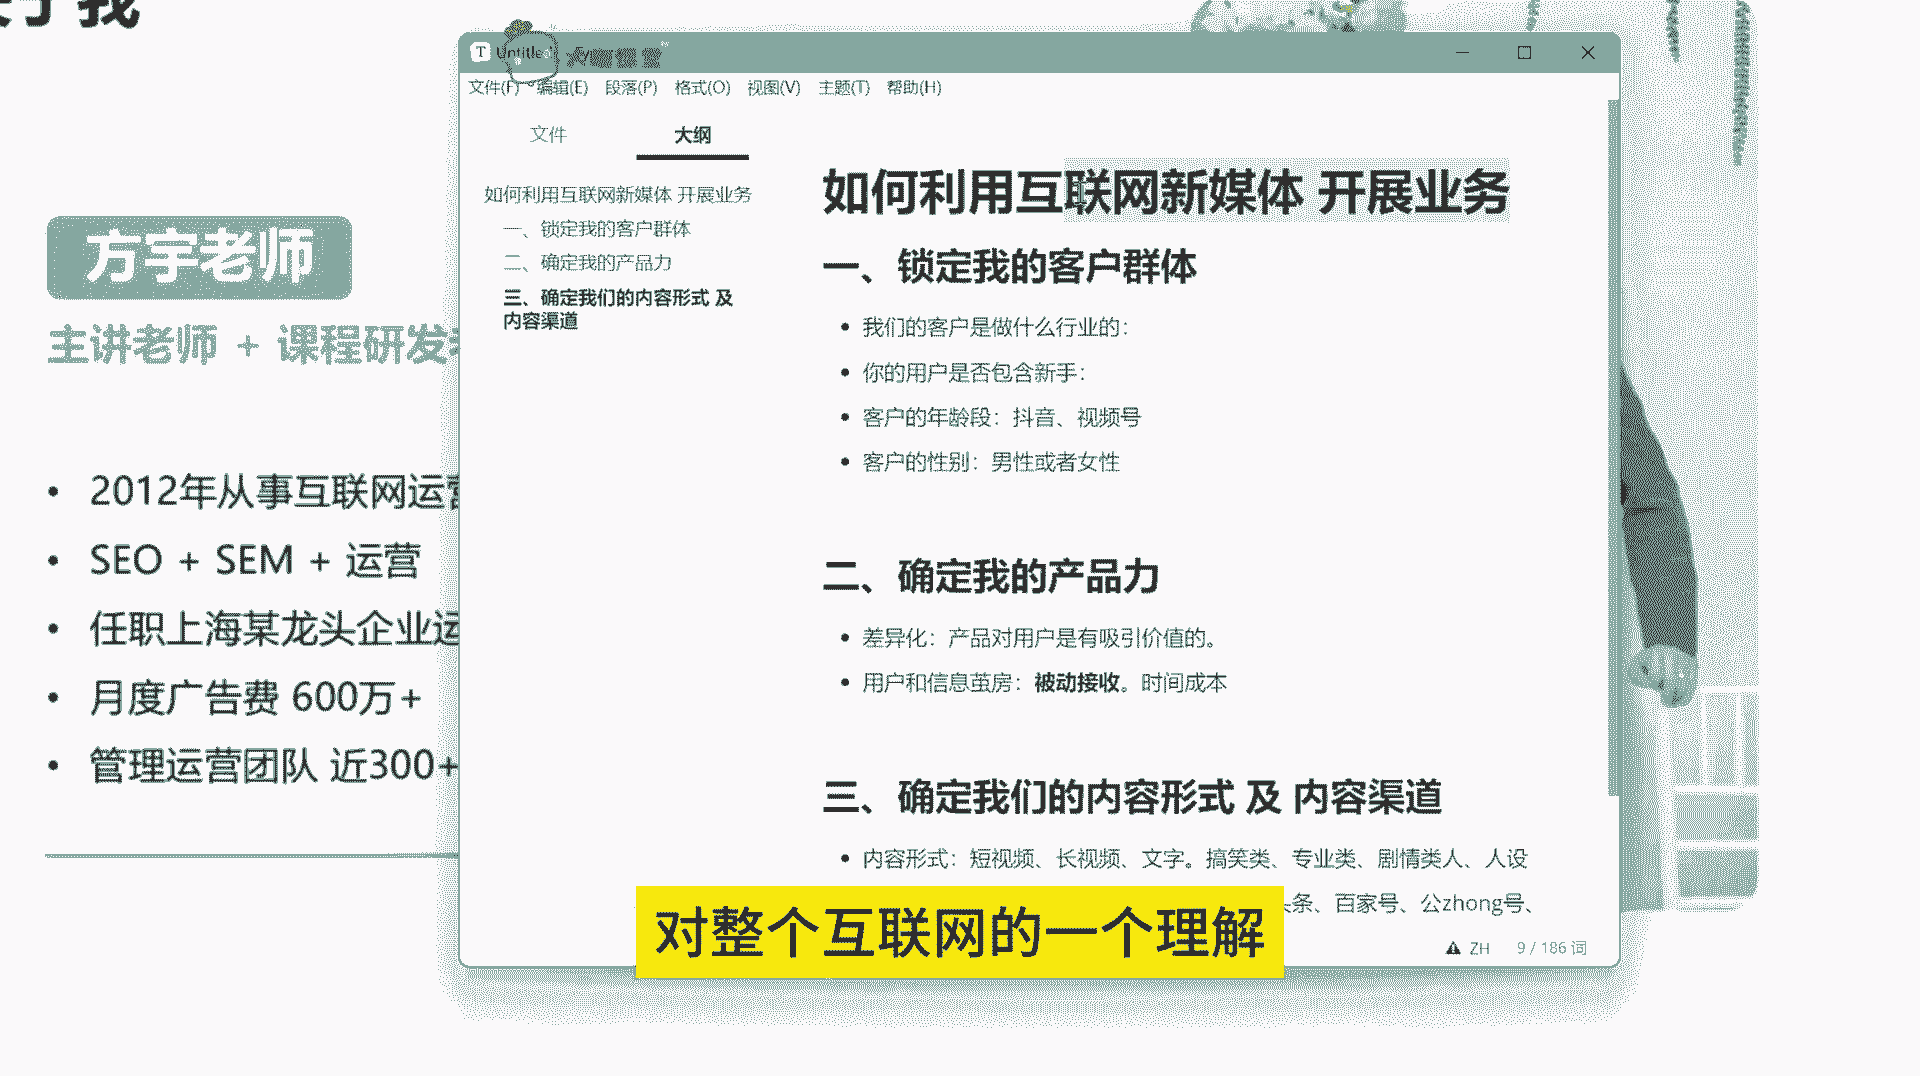 我
方宇老师
主讲老师 + 课程研发
2012年从事互联网运营
SEO + SEM + 运营
任职上海某龙头企业运
月度广告费 600万+
管理运营团队 近300+
Untitled
文件(F) 编辑(E) 段落(P) 格式(O) 视图(V) 主题(T) 帮助(H)
文件 大纲
如何利用互联网新媒体 开展业务
一、锁定我的客户群体
二、确定我的产品力
三、确定我们的内容形式 及
内容渠道
如何利用互联网新媒体 开展业务
一、锁定我的客户群体
我们的客户是做什么行业的：
你的用户是否包含新手：
客户的年龄段：抖音、视频号
客户的性别：男性或者女性
二、确定我的产品力
差异化：产品对用户是有吸引价值的。
用户和信息茧房：被动接收。时间成本
三、确定我们的内容形式 及 内容渠道
内容形式：短视频、长视频、文字。搞笑类、专业类、剧情类人、人设
条、百家号、公zhong号、
ZH 9 / 186 词
对整个互联网的一个理解